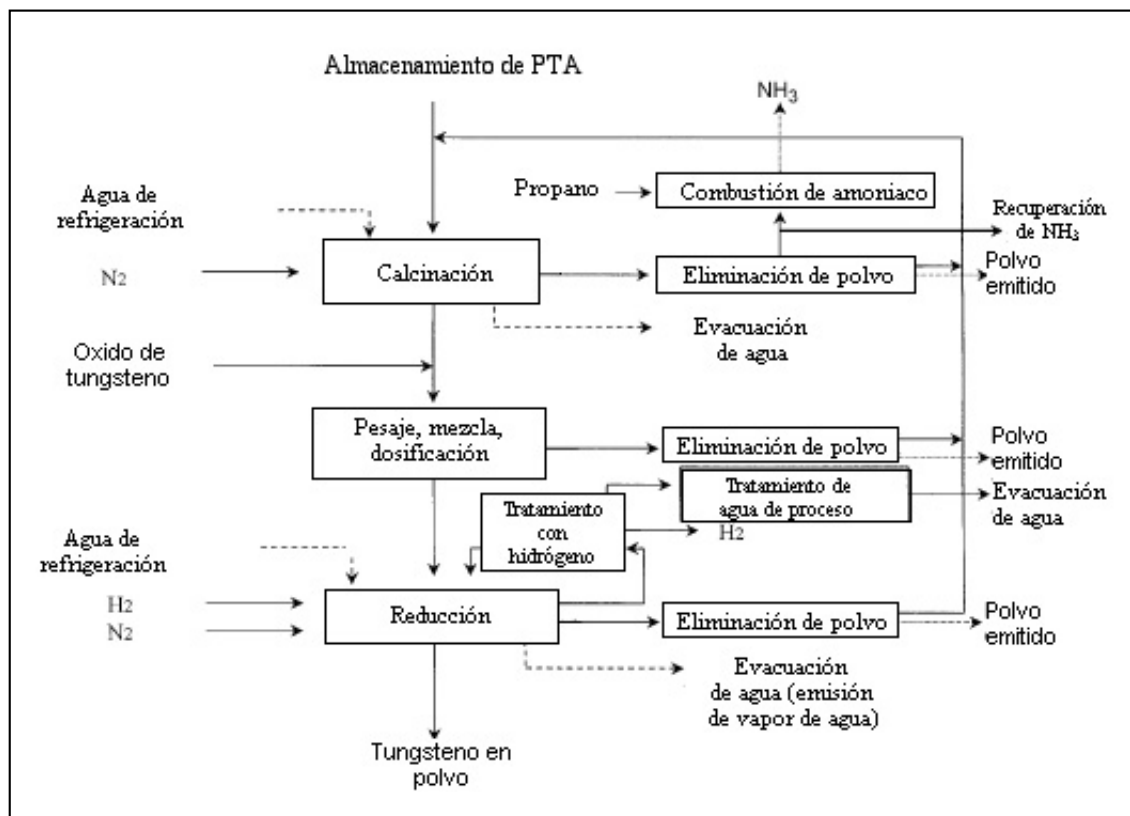 Almacenamiento de PTA
NH3
Propano
Combustión de amoniaco
Agua de
refrigeración
Recuperación
de NH3
N2
Calcinación
Eliminación de polvo
Polvo
emitido
Evacuación
de agua
Oxido de
tungsteno
Pesaje, mezcla,
dosificación
Eliminación de polvo
Polvo
emitido
Tratamiento
con
hidrógeno
Tratamiento de
agua de proceso
Evacuación
de agua
H2
Agua de
refrigeración
H2
N2
Reducción
Eliminación de polvo
Polvo
emitido
Evacuación
de agua (emisión
de vapor de agua)
Tungsteno en
polvo